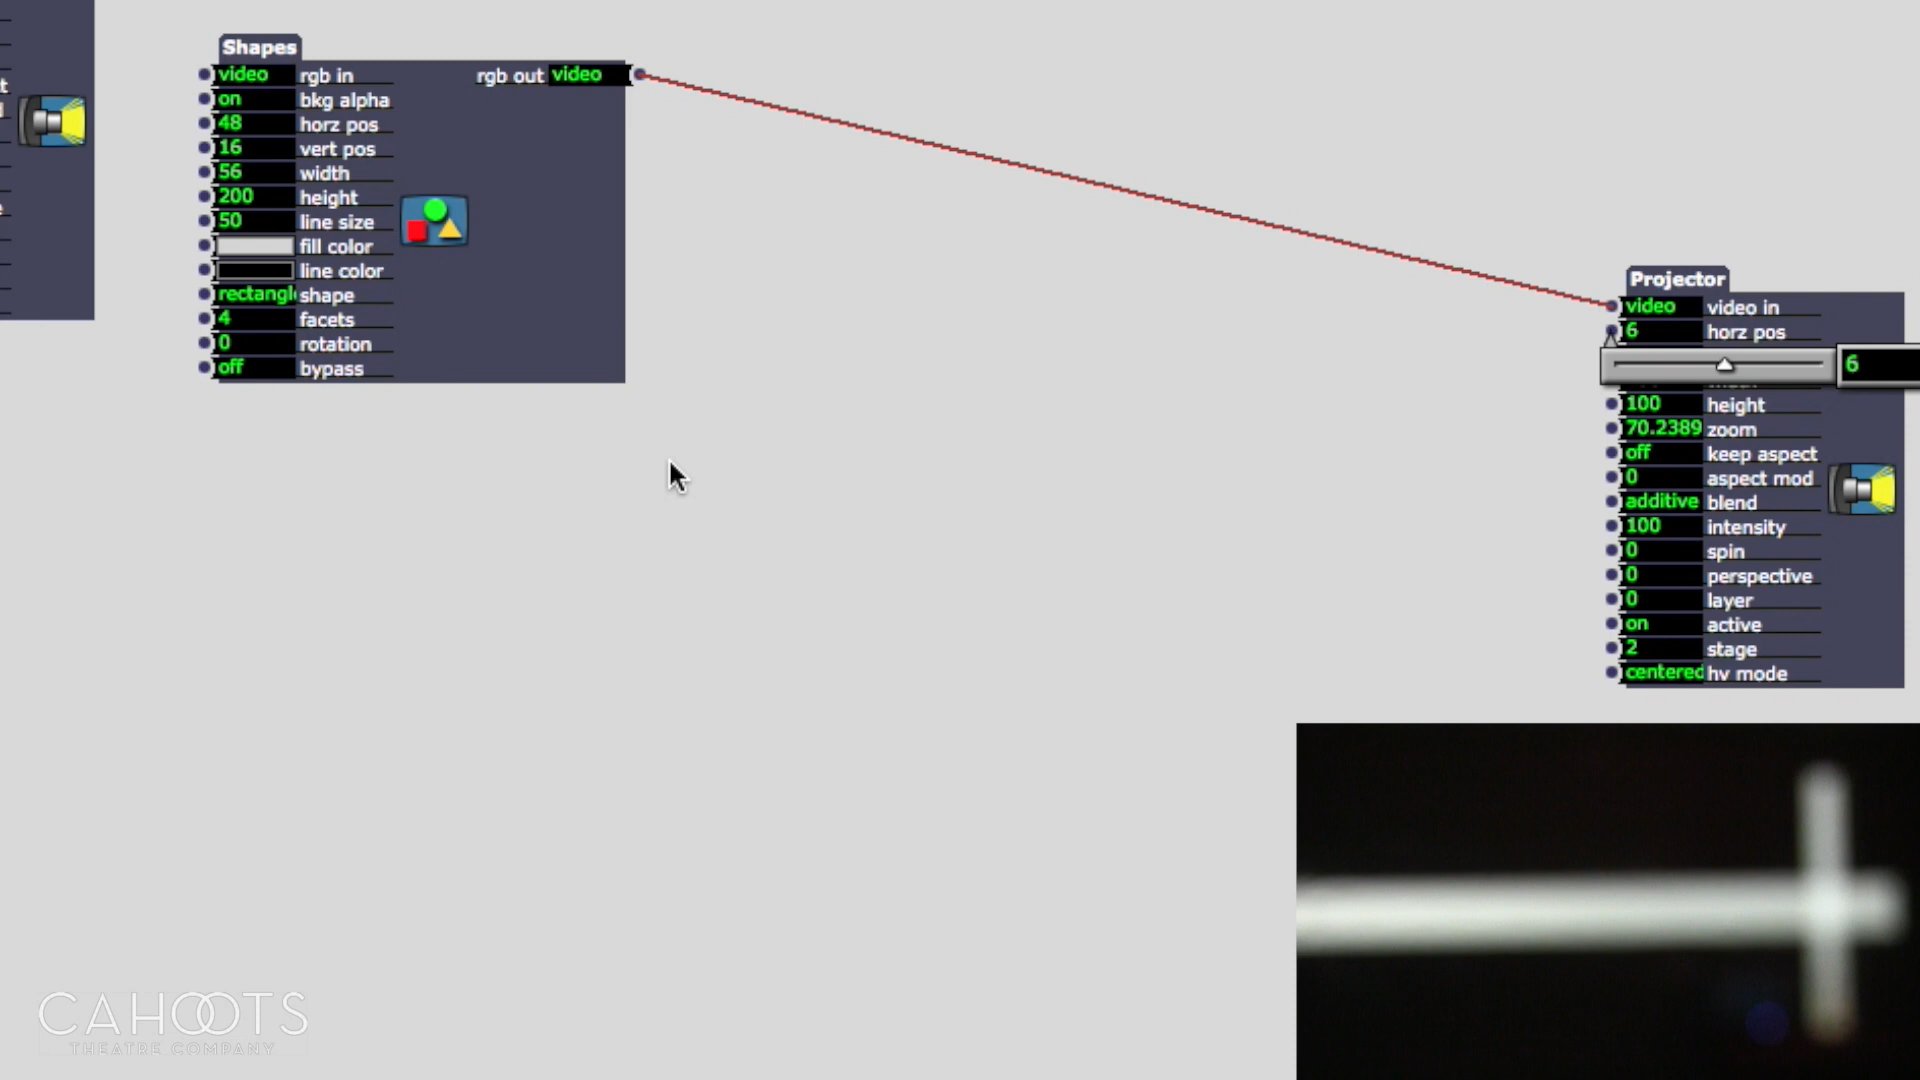 Shapes
video rgb in rgb out video
on bkg alpha
48 horz pos
16 vert pos
56 width
200 height
50 line size
fill color
line color
rectangl shape
4 facets
0 rotation
off bypass
Projector
video video in
6 horz pos
6
100 height
70.2389 zoom
off keep aspect
0 aspect mod
additive blend
100 intensity
0 spin
0 perspective
0 layer
on active
2 stage
centered hv mode
CAHOOTS
THEATRE COMPANY